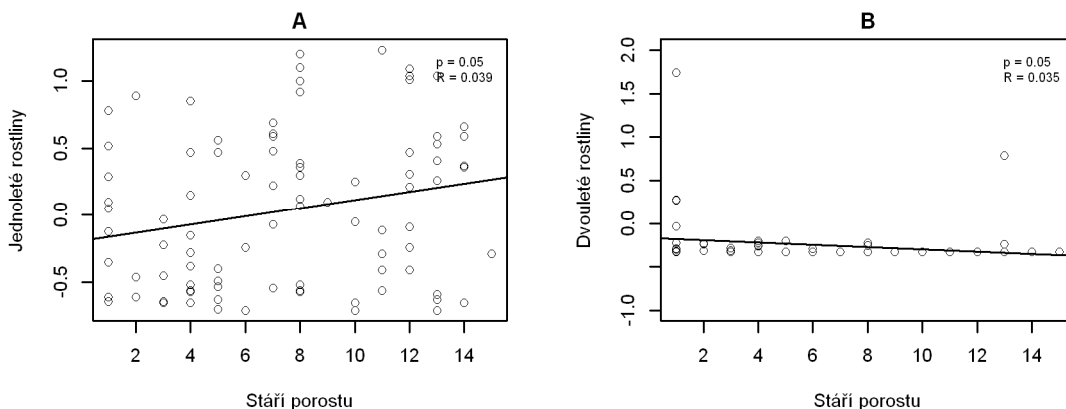 A
p = 0.05
R = 0.039
Jednoleté rostliny
1.0
0.5
0.0
-0.5
2 4 6 8 10 12 14
Stáří porostu
B
p = 0.05
R = 0.035
Dvouleté rostliny
2.0
1.5
1.0
0.5
-0.0
-1.0
2 4 6 8 10 12 14
Stáří porostu